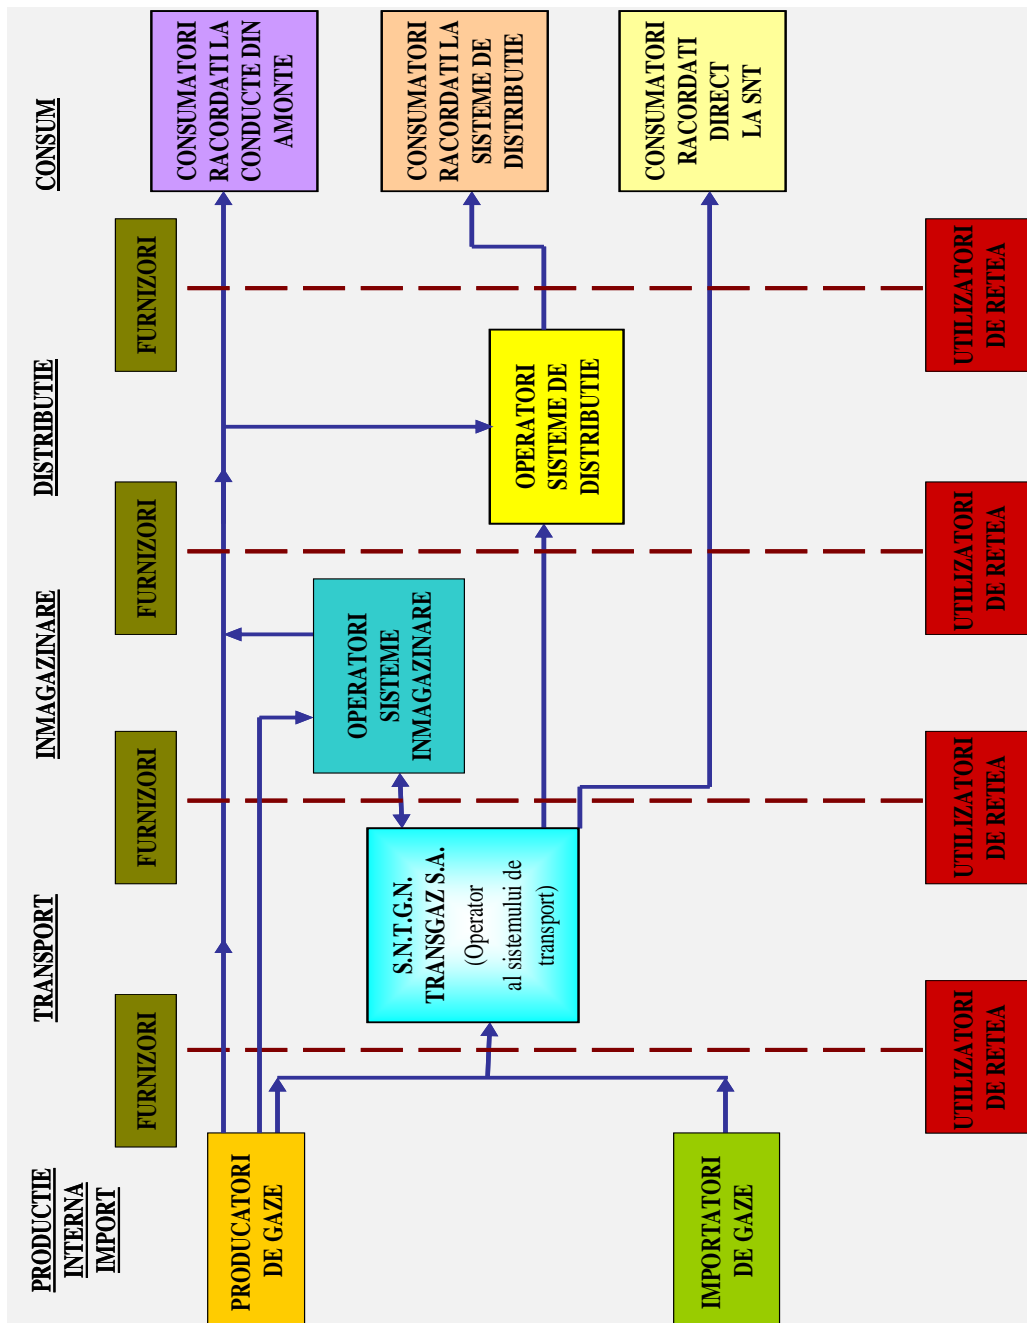 PRODUCTIE
INTERNA
IMPORT
TRANSPORT
INMAGAZINARE
DISTRIBUTIE
CONSUM
FURNIZORI
FURNIZORI
FURNIZORI
FURNIZORI
PRODUCATORI
DE GAZE
CONSUMATORI
RACORDATI LA
CONDUCTE DIN
AMONTE
OPERATORI
SISTEME
INMAGAZINARE
S.N.T.G.N.
TRANSGAZ S.A.
(Operator
al sistemului de
transport)
OPERATORI
SISTEME DE
DISTRIBUTIE
CONSUMATORI
RACORDATI LA
SISTEME DE
DISTRIBUTIE
IMPORTATORI
DE GAZE
CONSUMATORI
RACORDATI
DIRECT
LA SNT
UTILIZATORI
DE RETEA
UTILIZATORI
DE RETEA
UTILIZATORI
DE RETEA
UTILIZATORI
DE RETEA